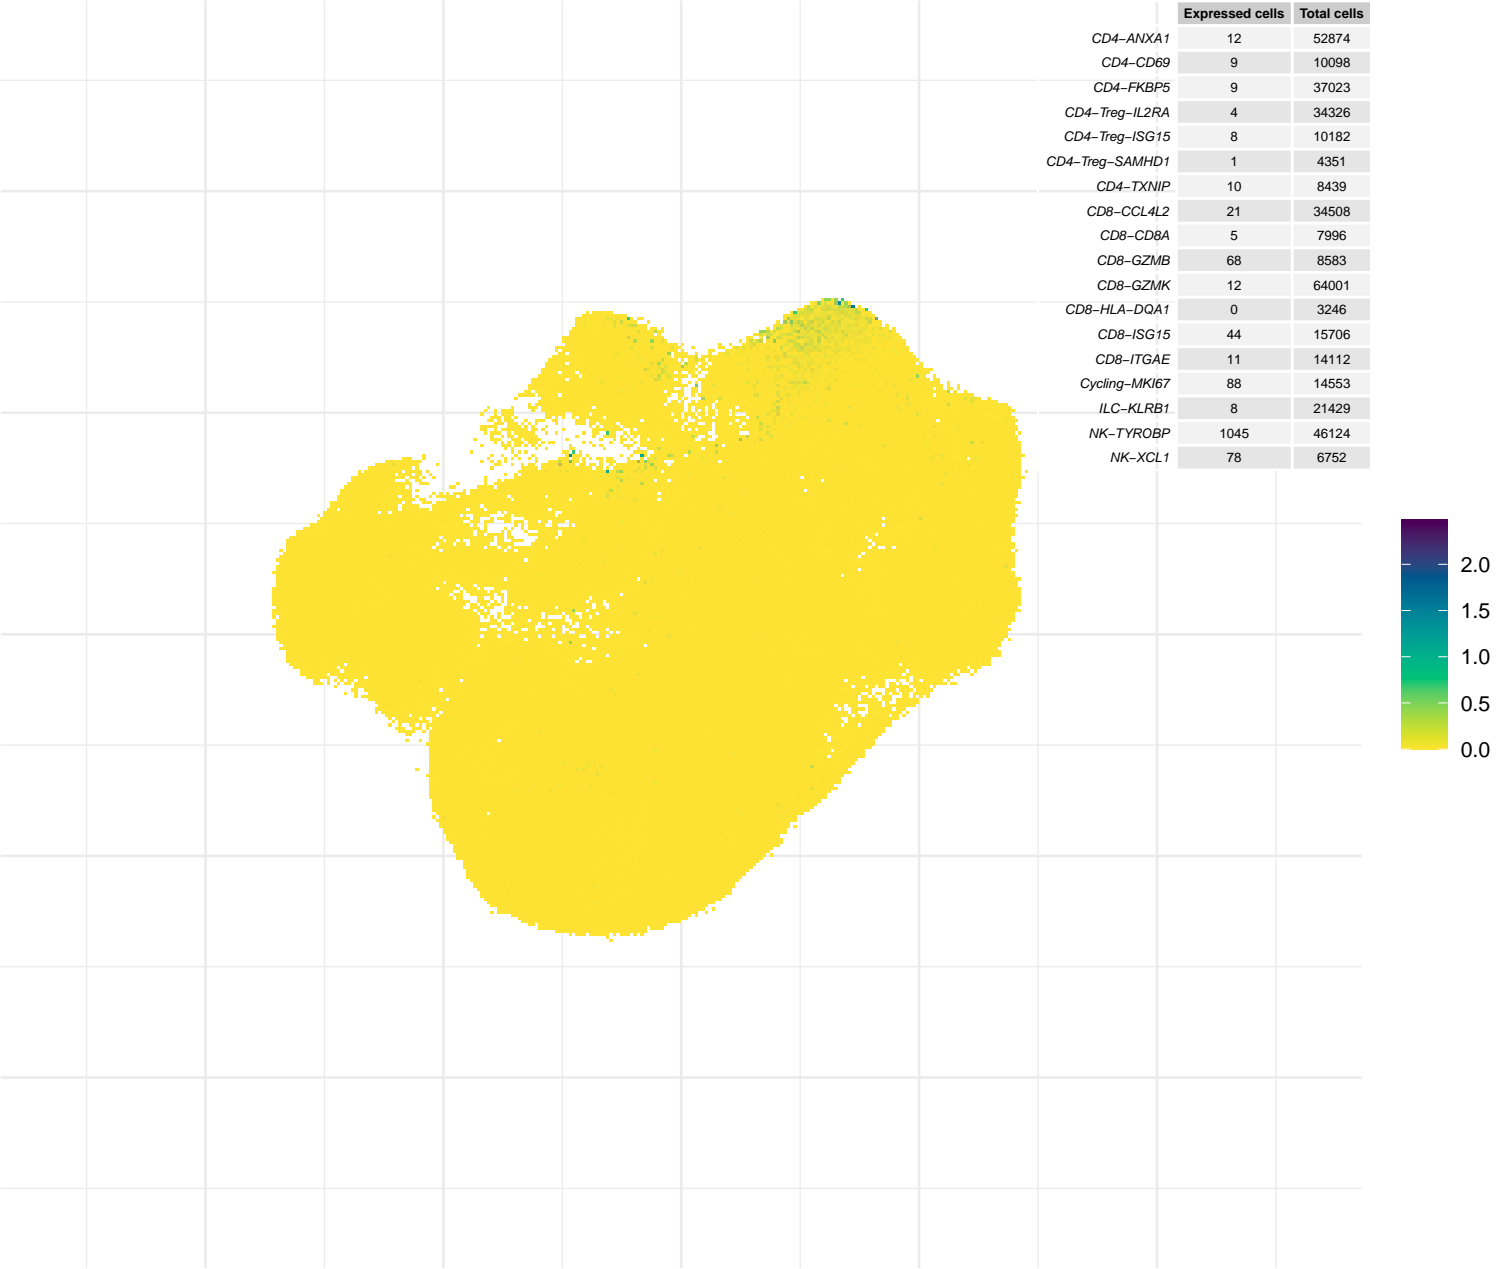 Expressed cells Total cells
CD4−ANXA1 12 52874
CD4−CD69 9 10098
CD4−FKBP5 9 37023
CD4−Treg−IL2RA 4 34326
CD4−Treg−ISG15 8 10182
CD4−Treg−SAMHD1 1 4351
CD4−TXNIP 10 8439
CD8−CCL4L2 21 34508
CD8−CD8A 5 7996
CD8−GZMB 68 8583
CD8−GZMK 12 64001
CD8−HLA−DQA1 0 3246
CD8−ISG15 44 15706
CD8−ITGAE 11 14112
Cycling−MKI67 88 14553
ILC−KLRB1 8 21429
NK−TYROBP 1045 46124
NK−XCL1 78 6752
2.0
1.5
1.0
0.5
0.0